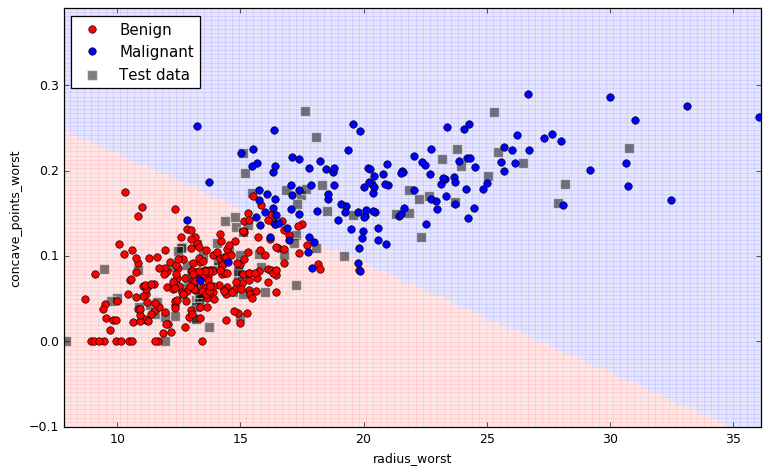 Benign
Malignant
Test data
concave_points_worst
0.3
0.2
0.1
0.0
−0.1
10 15 20 25 30 35
radius_worst